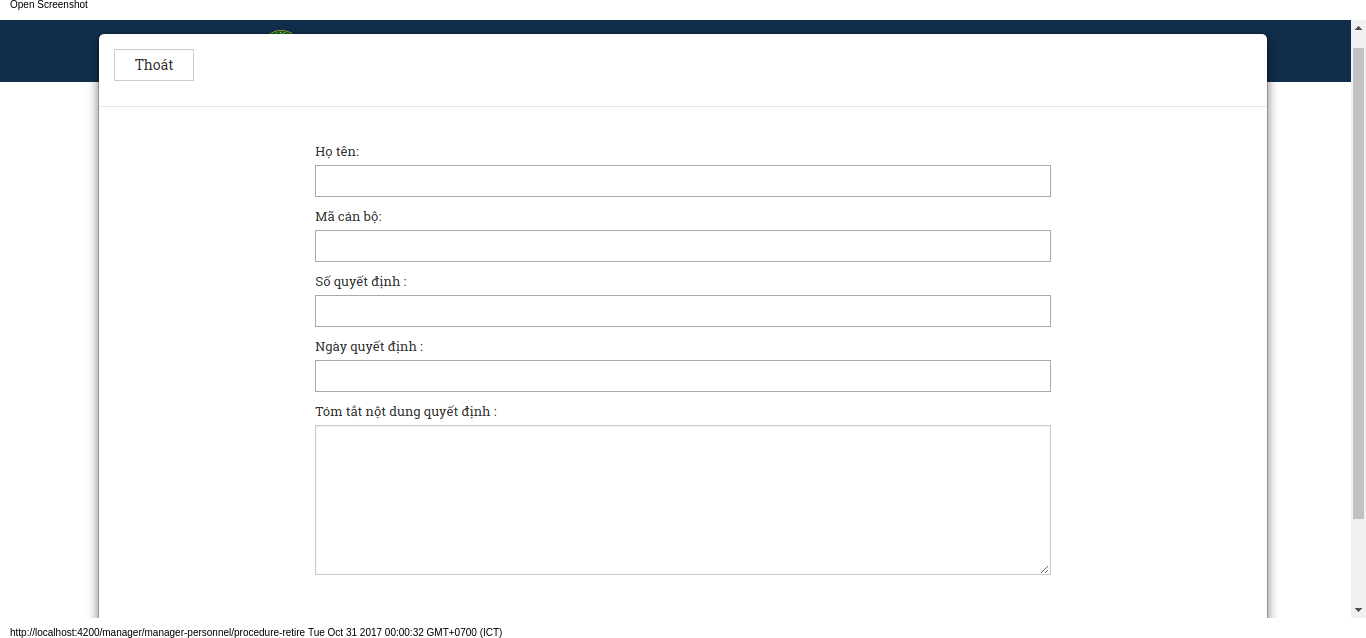 Open Screenshot
Thoát
Họ tên:
Mã cán bộ:
Số quyết định :
Ngày quyết định :
Tóm tắt nột dung quyết định :
http://localhost:4200/manager/manager-personnel/procedure-retire Tue Oct 31 2017 00:00:32 GMT+0700 (ICT)